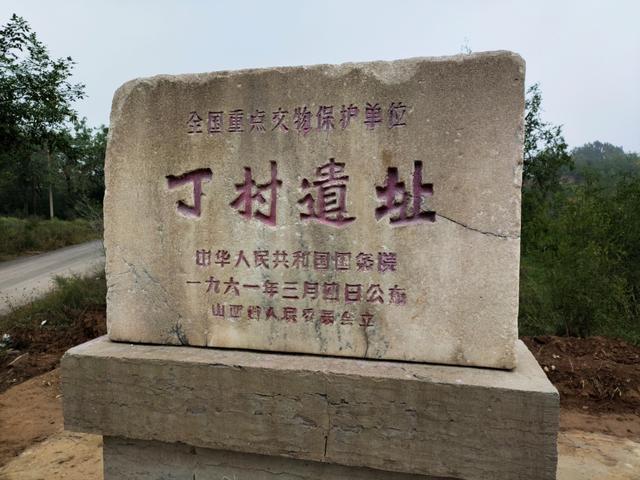 全国重点文物保护单位
丁村遗址
中华人民共和国国务院
一九六一年三月四日公布
山西省人民委员会立